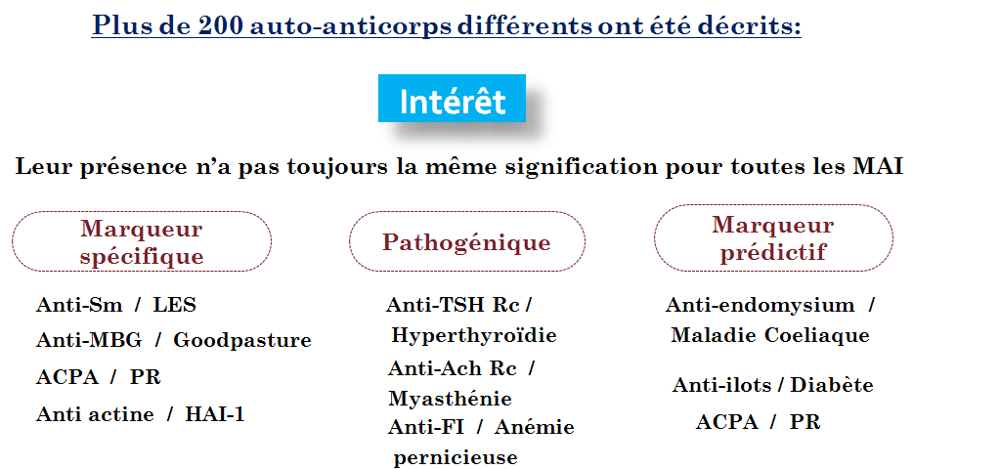 Plus de 200 auto-anticorps différents ont été décrits:
Intérêt
Leur présence n’a pas toujours la même signification pour toutes les MAI
Marqueur
spécifique
Anti-Sm / LES
Anti-MBG / Goodpasture
ACPA / PR
Anti actine / HAI-1
Pathogénique
Anti-TSH Rc /
Hyperthyroïdie
Anti-Ach Rc /
Myasthénie
Anti-FI / Anémie
pernicieuse
Marqueur
prédictif
Anti-endomysium /
Maladie Coeliaque
Anti-ilots / Diabète
ACPA / PR